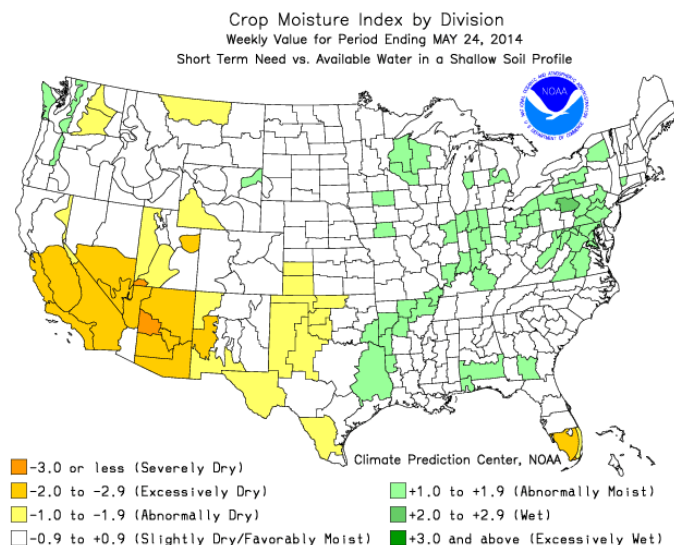 Crop Moisture Index by Division
Weekly Value for Period Ending MAY 24, 2014
Short Term Need vs. Available Water in a Shallow Soil Profile
NOAA
Climate Prediction Center, NOAA
-3.0 or less (Severely Dry)
-2.0 to -2.9 (Excessively Dry)
-1.0 to -1.9 (Abnormally Dry)
-0.9 to +0.9 (Slightly Dry/Favorably Moist)
+1.0 to +1.9 (Abnormally Moist)
+2.0 to +2.9 (Wet)
+3.0 and above (Excessively Wet)